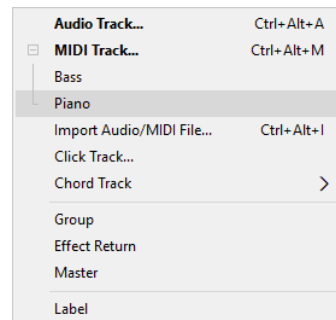 Audio Track... Ctrl+Alt+A
MIDI Track... Ctrl+Alt+M
Bass
Piano
Import Audio/MIDI File... Ctrl+Alt+I
Click Track...
Chord Track
Group
Effect Return
Master
Label